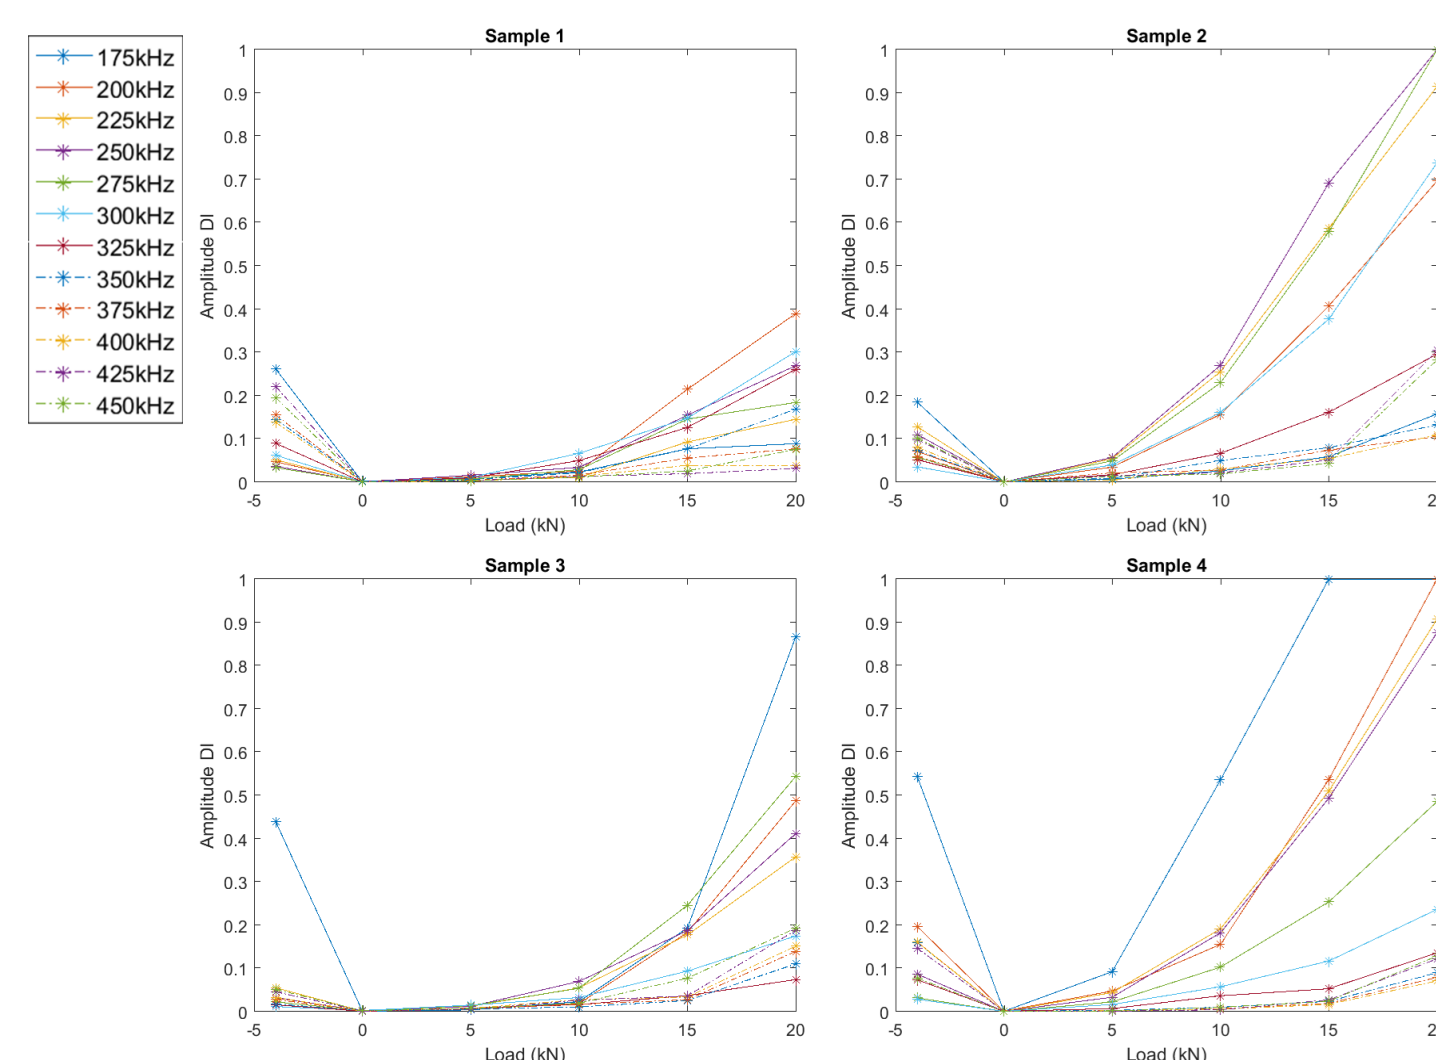 175kHz
200kHz
225kHz
250kHz
275kHz
300kHz
325kHz
350kHz
375kHz
400kHz
425kHz
450kHz
Sample 1
1
0.9
0.8
0.7
0.6
0.5
0.4
0.3
0.2
0.1
0
Amplitude DI
-5 0 5 10 15 20
Load (kN)
Sample 2
1
0.9
0.8
0.7
0.6
0.5
0.4
0.3
0.2
0.1
0
Amplitude DI
-5 0 5 10 15
Load (kN)
Sample 3
1
0.9
0.8
0.7
0.6
0.5
0.4
0.3
0.2
0.1
0
Amplitude DI
-5 0 5 10 15 20
Load (kN)
Sample 4
1
0.9
0.8
0.7
0.6
0.5
0.4
0.3
0.2
0.1
0
Amplitude DI
-5 0 5 10 15
Load (kN)